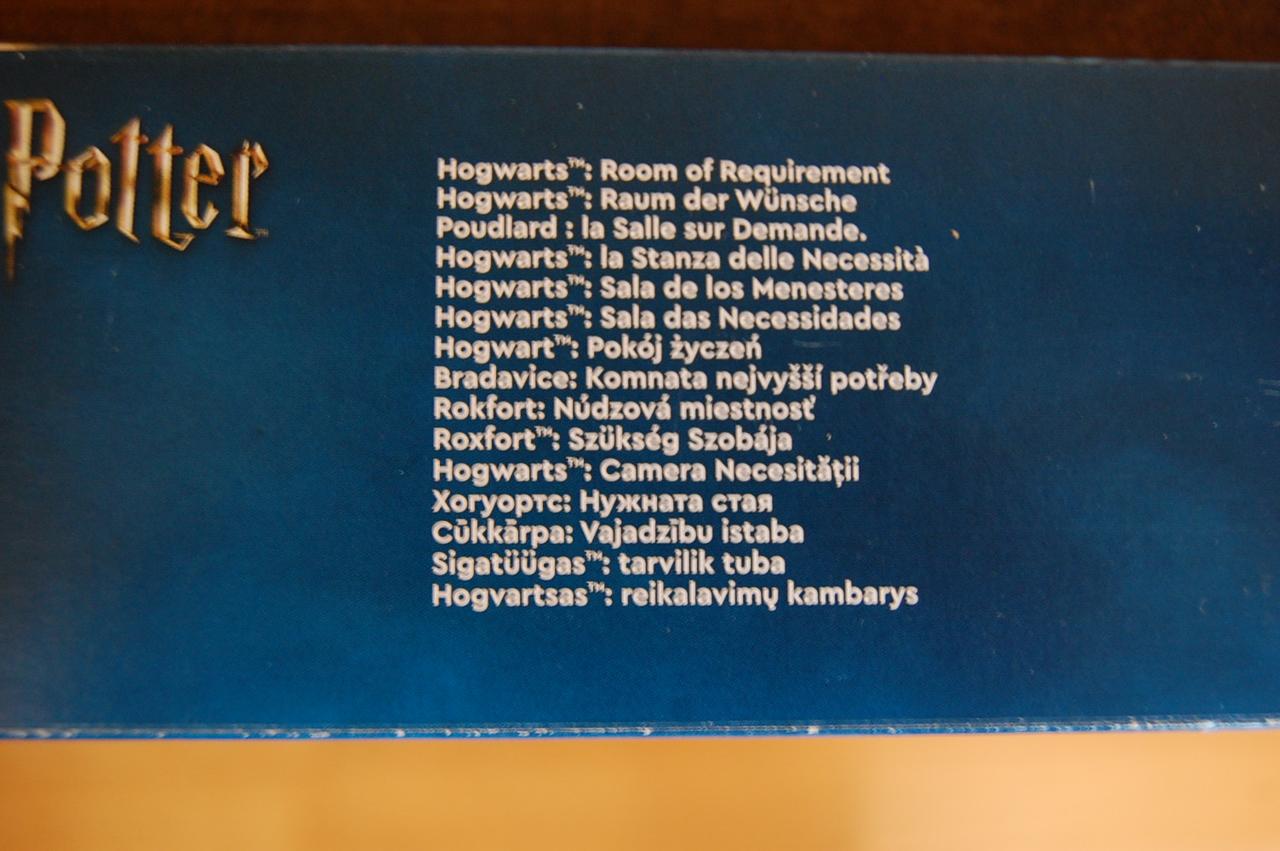 Potter™
Hogwarts™: Room of Requirement
Hogwarts™: Raum der Wünsche
Poudlard : la Salle sur Demande.
Hogwarts™: la Stanza delle Necessità
Hogwarts™: Sala de los Menesteres
Hogwarts™: Sala das Necessidades
Hogwart™: Pokój życzeń
Bradavice: Komnata nejvyšší potřeby
Rokfort: Núdzová miestnosť
Roxfort™: Szükség Szobája
Hogwarts™: Camera Necesității
Хогуортс: Нужната стая
Cūkkārpa: Vajadzību istaba
Sigatüügas™: tarvilik tuba
Hogvartsas™: reikalavimų kambarys